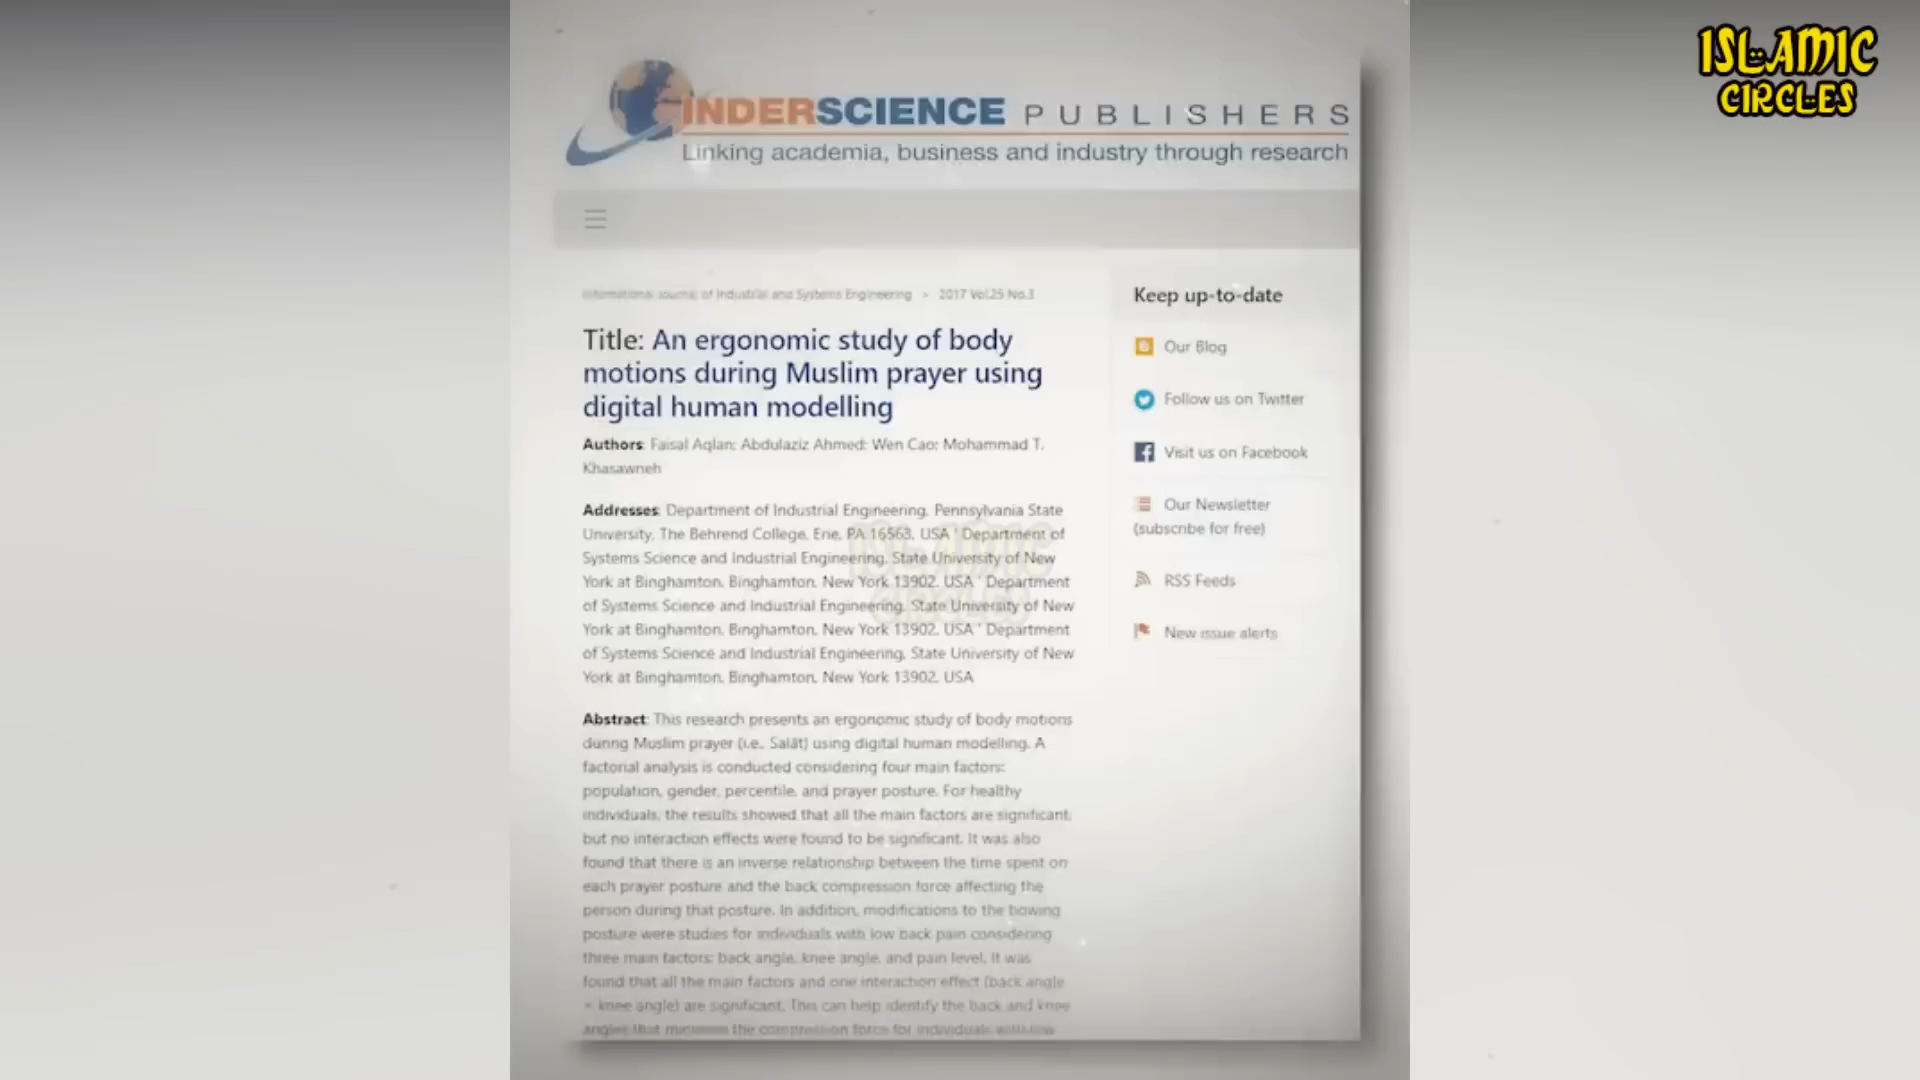 ISLAMIC
CIRCLES
INDERSCIENCE PUBLISHERS
Linking academia, business and industry through research
International Journal of Industrial and Systems Engineering > 2017 Vol.25 No.3
Title: An ergonomic study of body
motions during Muslim prayer using
digital human modelling
Authors: Faisal Aqlan; Abdulaziz Ahmed; Wen Cao; Mohammad T.
Khasawneh
Addresses: Department of Industrial Engineering, Pennsylvania State
University, The Behrend College, Erie, PA 16563, USA ' Department of
Systems Science and Industrial Engineering, State University of New
York at Binghamton, Binghamton, New York 13902, USA ' Department
of Systems Science and Industrial Engineering, State University of New
York at Binghamton, Binghamton, New York 13902, USA ' Department
of Systems Science and Industrial Engineering, State University of New
York at Binghamton, Binghamton, New York 13902, USA
Abstract: This research presents an ergonomic study of body motions
during Muslim prayer (i.e., Salāt) using digital human modelling. A
factorial analysis is conducted considering four main factors:
population, gender, percentile, and prayer posture. For healthy
individuals, the results showed that all the main factors are significant,
but no interaction effects were found to be significant. It was also
found that there is an inverse relationship between the time spent on
each prayer posture and the back compression force affecting the
person during that posture. In addition, modifications to the bowing
posture were studies for individuals with low back pain considering
three main factors: back angle, knee angle, and pain level. It was
found that all the main factors and one interaction effect (back angle
× knee angle) are significant. This can help identify the back and knee
angles that minimise the compression force for individuals with low
Keep up-to-date
Our Blog
Follow us on Twitter
Visit us on Facebook
Our Newsletter
(subscribe for free)
RSS Feeds
New issue alerts
ISLAMIC
CIRCLES